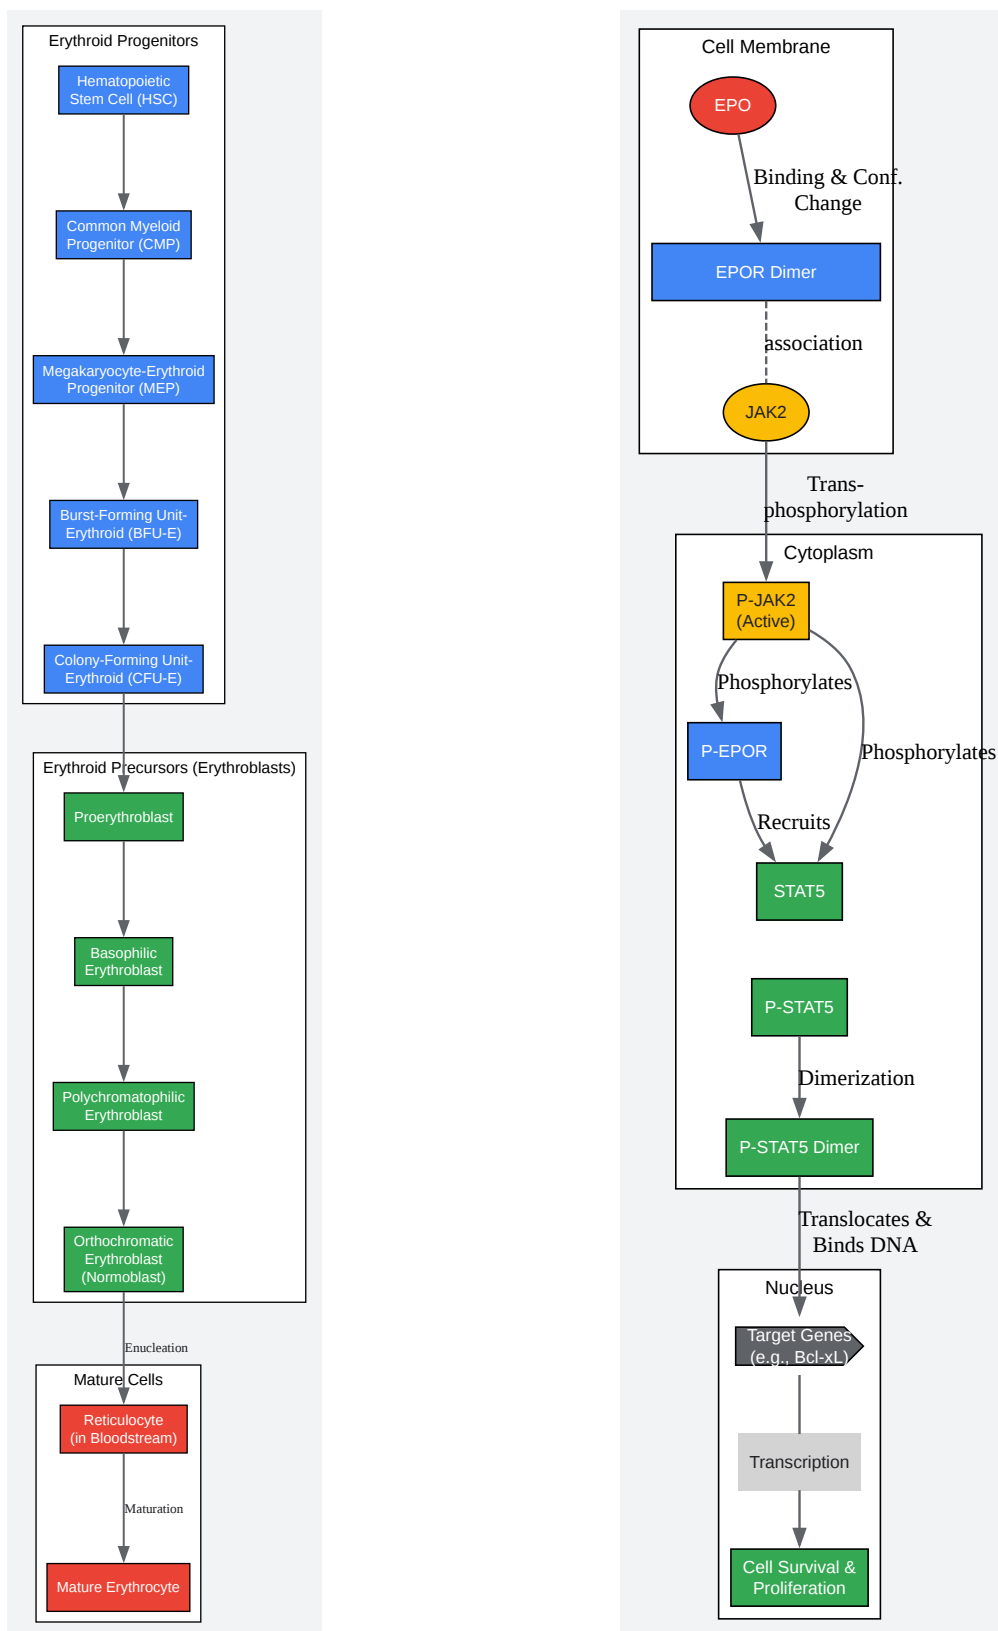 Erythroid Progenitors
Hematopoietic
Stem Cell (HSC)
Common Myeloid
Progenitor (CMP)
Megakaryocyte-Erythroid
Progenitor (MEP)
Burst-Forming Unit-
Erythroid (BFU-E)
Colony-Forming Unit-
Erythroid (CFU-E)
Erythroid Precursors (Erythroblasts)
Proerythroblast
Basophilic
Erythroblast
Polychromatophilic
Erythroblast
Orthochromatic
Erythroblast
(Normoblast)
Enucleation
Mature Cells
Reticulocyte
(in Bloodstream)
Maturation
Mature Erythrocyte
Cell Membrane
EPO
Binding & Conf.
Change
EPOR Dimer
association
JAK2
Trans-
phosphorylation
Cytoplasm
P-JAK2
(Active)
Phosphorylates
P-EPOR
Phosphorylates
Recruits
STAT5
P-STAT5
Dimerization
P-STAT5 Dimer
Translocates &
Binds DNA
Nucleus
Target Genes
(e.g., Bcl-xL)
Transcription
Cell Survival &
Proliferation